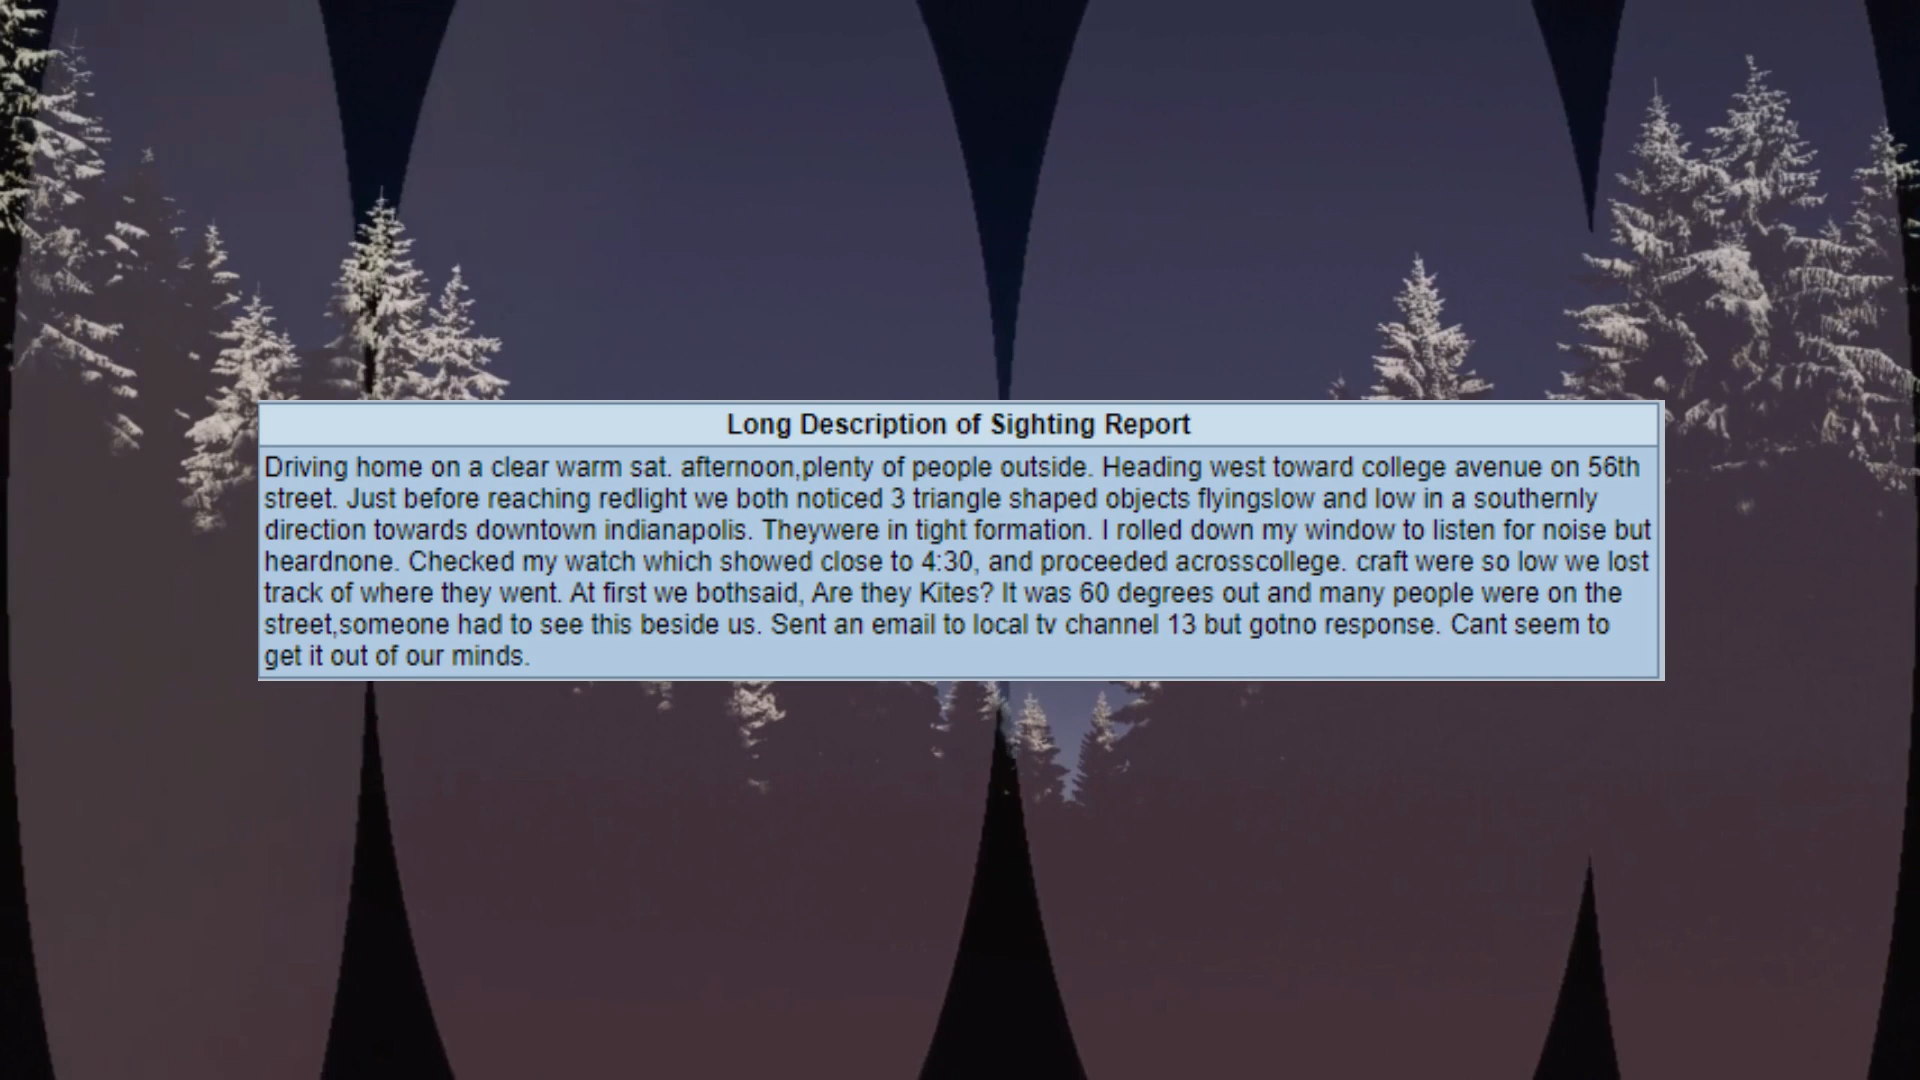 Long Description of Sighting Report
Driving home on a clear warm sat. afternoon,plenty of people outside. Heading west toward college avenue on 56th
street. Just before reaching redlight we both noticed 3 triangle shaped objects flyingslow and low in a southernly
direction towards downtown indianapolis. Theywere in tight formation. I rolled down my window to listen for noise but
heardnone. Checked my watch which showed close to 4:30, and proceeded acrosscollege. craft were so low we lost
track of where they went. At first we bothsaid, Are they Kites? It was 60 degrees out and many people were on the
street,someone had to see this beside us. Sent an email to local tv channel 13 but gotno response. Cant seem to
get it out of our minds.